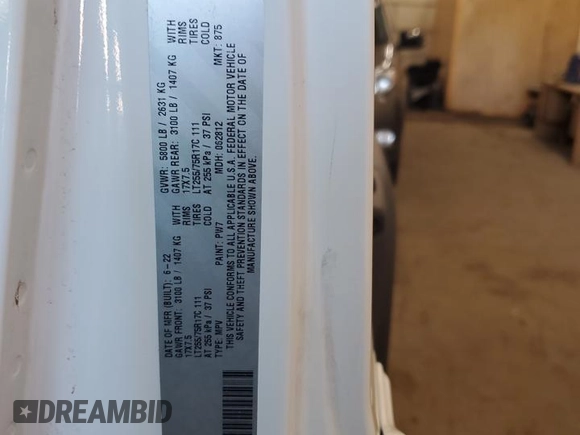 DATE OF MFR (BUILT): 6-22 GVWR: 5800 LB / 2631 KG
GAWR FRONT: 3100 LB / 1407 KG WITH GAWR REAR: 3100 LB / 1407 KG WITH
17X7.5 RIMS 17X7.5 RIMS
LT255/75R17C 111 TIRES LT255/75R17C 111 TIRES
AT 255 kPa / 37 PSI COLD AT 255 kPa / 37 PSI COLD
TYPE: MPV PAINT: PW7 MDH: 062812 MKT: 875
THIS VEHICLE CONFORMS TO ALL APPLICABLE U.S.A. FEDERAL MOTOR VEHICLE
SAFETY AND THEFT PREVENTION STANDARDS IN EFFECT ON THE DATE OF
MANUFACTURE SHOWN ABOVE.
DREAMBID